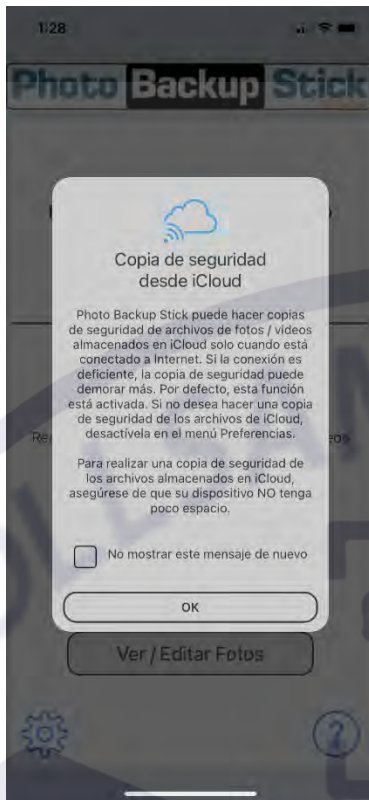 1:28
Photo Backup Stick
Copia de seguridad
desde iCloud
Photo Backup Stick puede hacer copias
de seguridad de archivos de fotos / videos
almacenados en iCloud solo cuando está
conectado a Internet. Si la conexión es
deficiente, la copia de seguridad puede
demorar más. Por defecto, esta función
está activada. Si no desea hacer una copia
de seguridad de los archivos de iCloud,
desactívela en el menú Preferencias.
Para realizar una copia de seguridad de
los archivos almacenados en iCloud,
asegúrese de que su dispositivo NO tenga
poco espacio.
No mostrar este mensaje de nuevo
OK
Ver / Editar Fotos
?